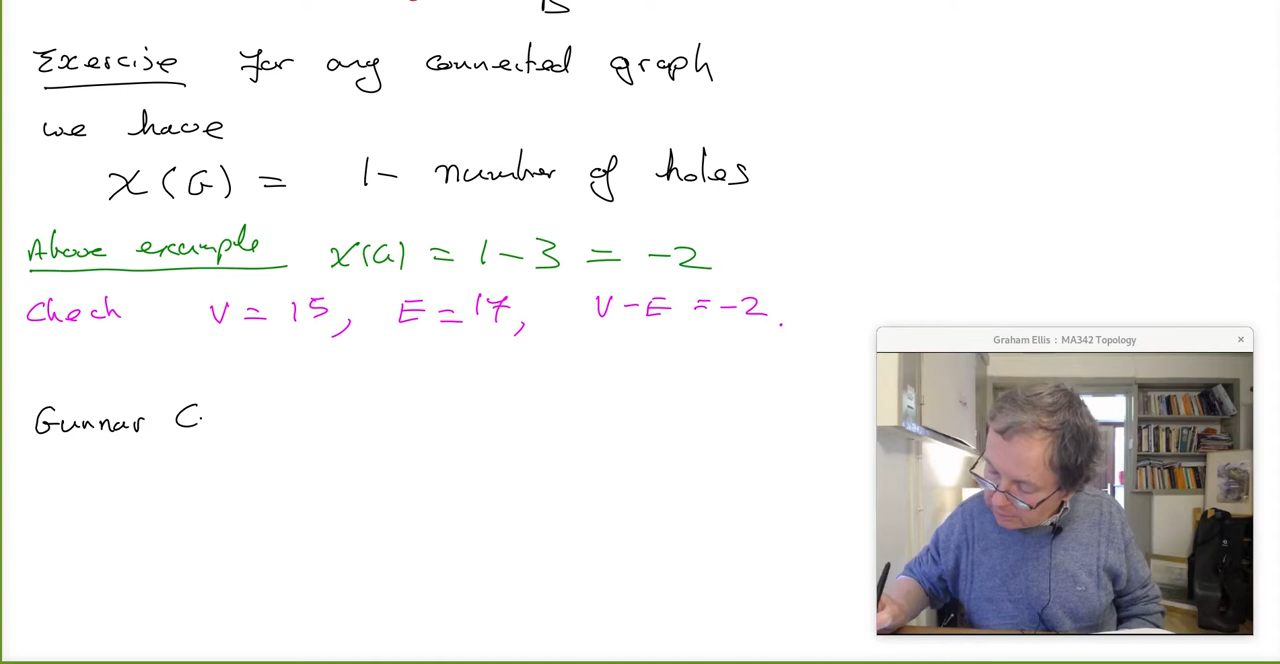 Exercise for any connected graph
we have
χ(G) = 1- number of holes
Above example χ(G) = 1 - 3 = -2
Check V = 15, E = 17, V - E = -2.
Gunnar C
Graham Ellis : MA342 Topology